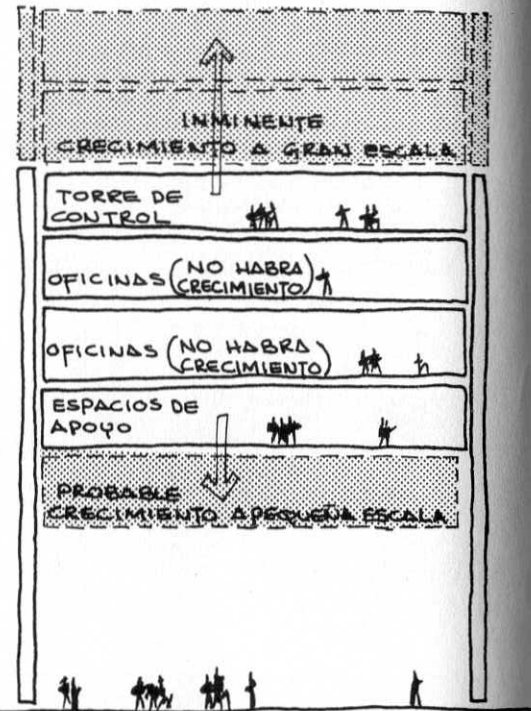 INMINENTE
CRECIMIENTO A GRAN ESCALA
TORRE DE
CONTROL
OFICINAS (NO HABRA
CRECIMIENTO)
OFICINAS (NO HABRA
CRECIMIENTO)
ESPACIOS DE
APOYO
PROBABLE
CRECIMIENTO A PEQUEÑA ESCALA